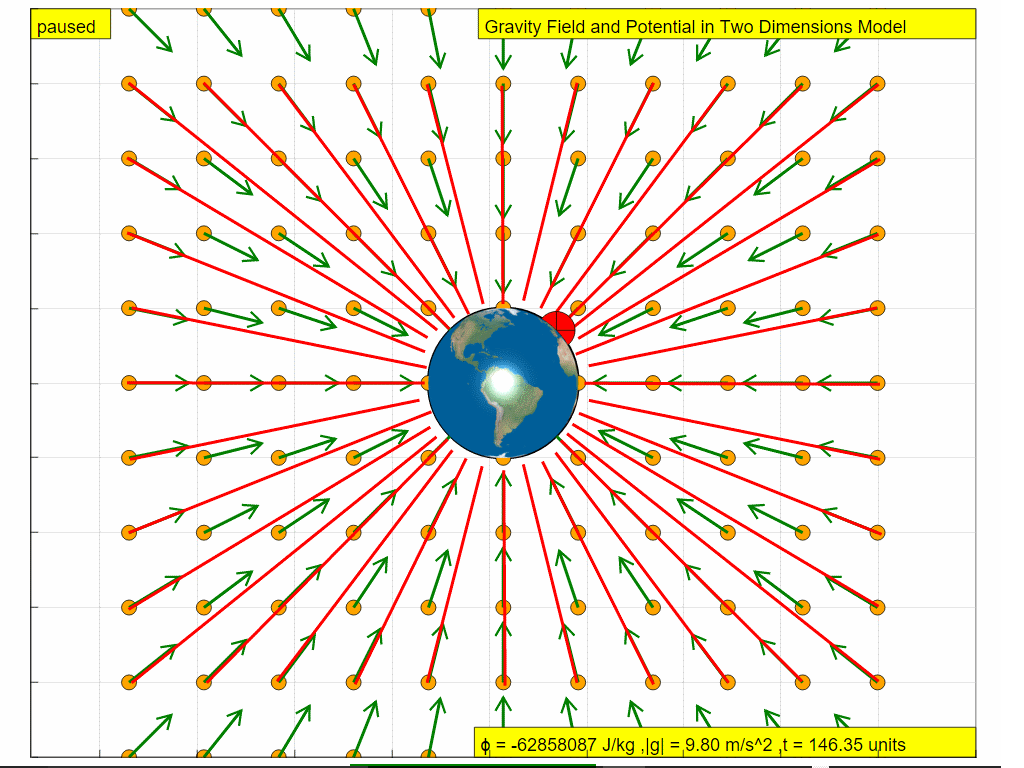 paused
Gravity Field and Potential in Two Dimensions Model
ϕ = -62858087 J/kg ,|g| = 9.80 m/s^2 ,t = 146.35 units